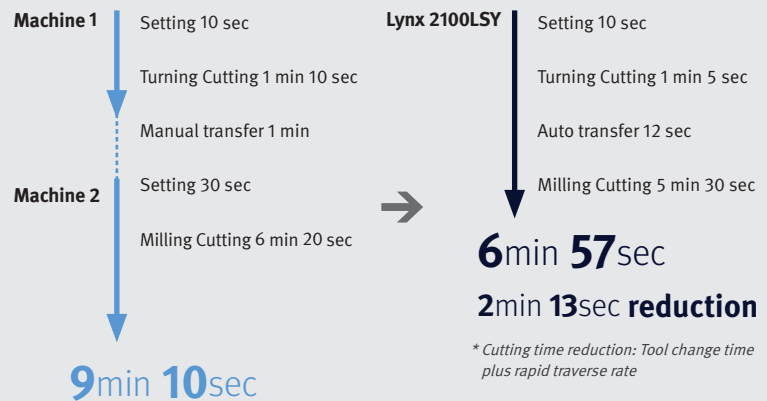 Machine 1
Setting 10 sec
Turning Cutting 1 min 10 sec
Manual transfer 1 min
Machine 2
Setting 30 sec
Milling Cutting 6 min 20 sec
9min 10sec
Lynx 2100LSY
Setting 10 sec
Turning Cutting 1 min 5 sec
Auto transfer 12 sec
Milling Cutting 5 min 30 sec
6min 57sec
2min 13sec reduction
* Cutting time reduction: Tool change time
plus rapid traverse rate